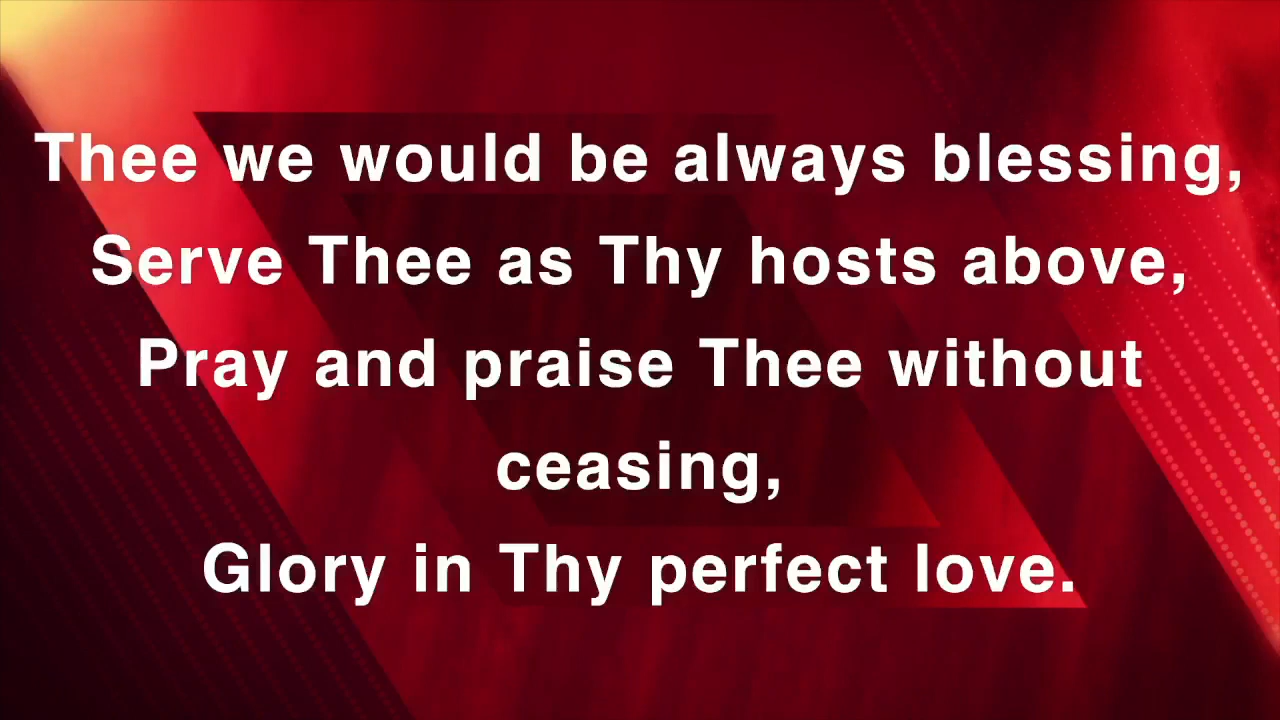 Thee we would be always blessing,
Serve Thee as Thy hosts above,
Pray and praise Thee without
ceasing,
Glory in Thy perfect love.